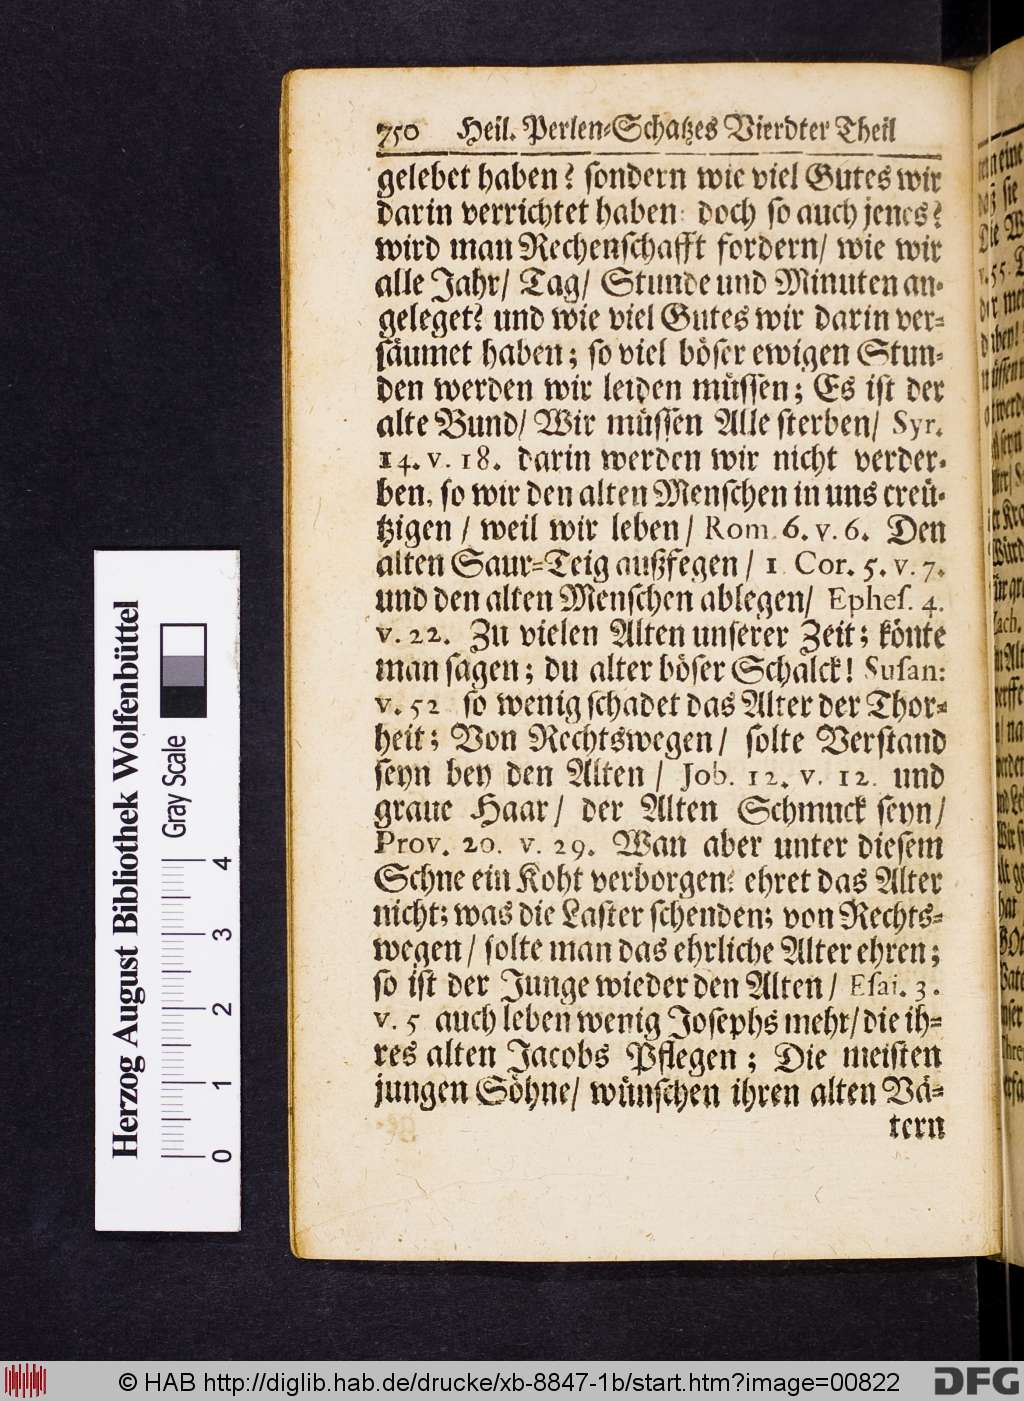 750 Heil. Perlen-Schatzes Vierdter Theil
gelebet haben? sondern wie viel Gutes wir
darin verrichtet haben: doch so auch jenes?
wird man Rechenschafft fordern/ wie wir
alle Jahr/ Tag/ Stunde und Minuten an-
geleget? und wie viel Gutes wir darin ver-
säumet haben; so viel böser ewigen Stun-
den werden wir leiden müssen; Es ist der
alte Bund/ Wir müssen Alle sterben/ Syr.
14. v. 18. darin werden wir nicht verder-
ben, so wir den alten Menschen in uns creü-
tzigen / weil wir leben / Rom. 6. v. 6. Den
alten Saur-Teig außfegen / 1. Cor. 5. v. 7.
und den alten Menschen ablegen/ Ephes. 4.
v. 22. Zu vielen Alten unserer Zeit; könte
man sagen; du alter böser Schalck! Susan:
v. 52 so wenig schadet das Alter der Thor-
heit; Von Rechtswegen / solte Verstand
seyn bey den Alten / Job. 12. v. 12. und
graue Haar / der Alten Schmuck seyn/
Prov. 20. v. 29. Wan aber unter diesem
Schne ein Koht verborgen: ehret das Alter
nicht; was die Laster schenden; von Rechts-
wegen / solte man das ehrliche Alter ehren;
so ist der Junge wieder den Alten / Esai. 3.
v. 5 auch leben wenig Josephs mehr/ die ih-
res alten Jacobs Pflegen; Die meisten
jungen Söhne/ wünschen ihren alten Vä-
tern
Herzog August Bibliothek Wolfenbüttel
Gray Scale
0 1 2 3 4
© HAB http://diglib.hab.de/drucke/xb-8847-1b/start.htm?image=00822
DFG